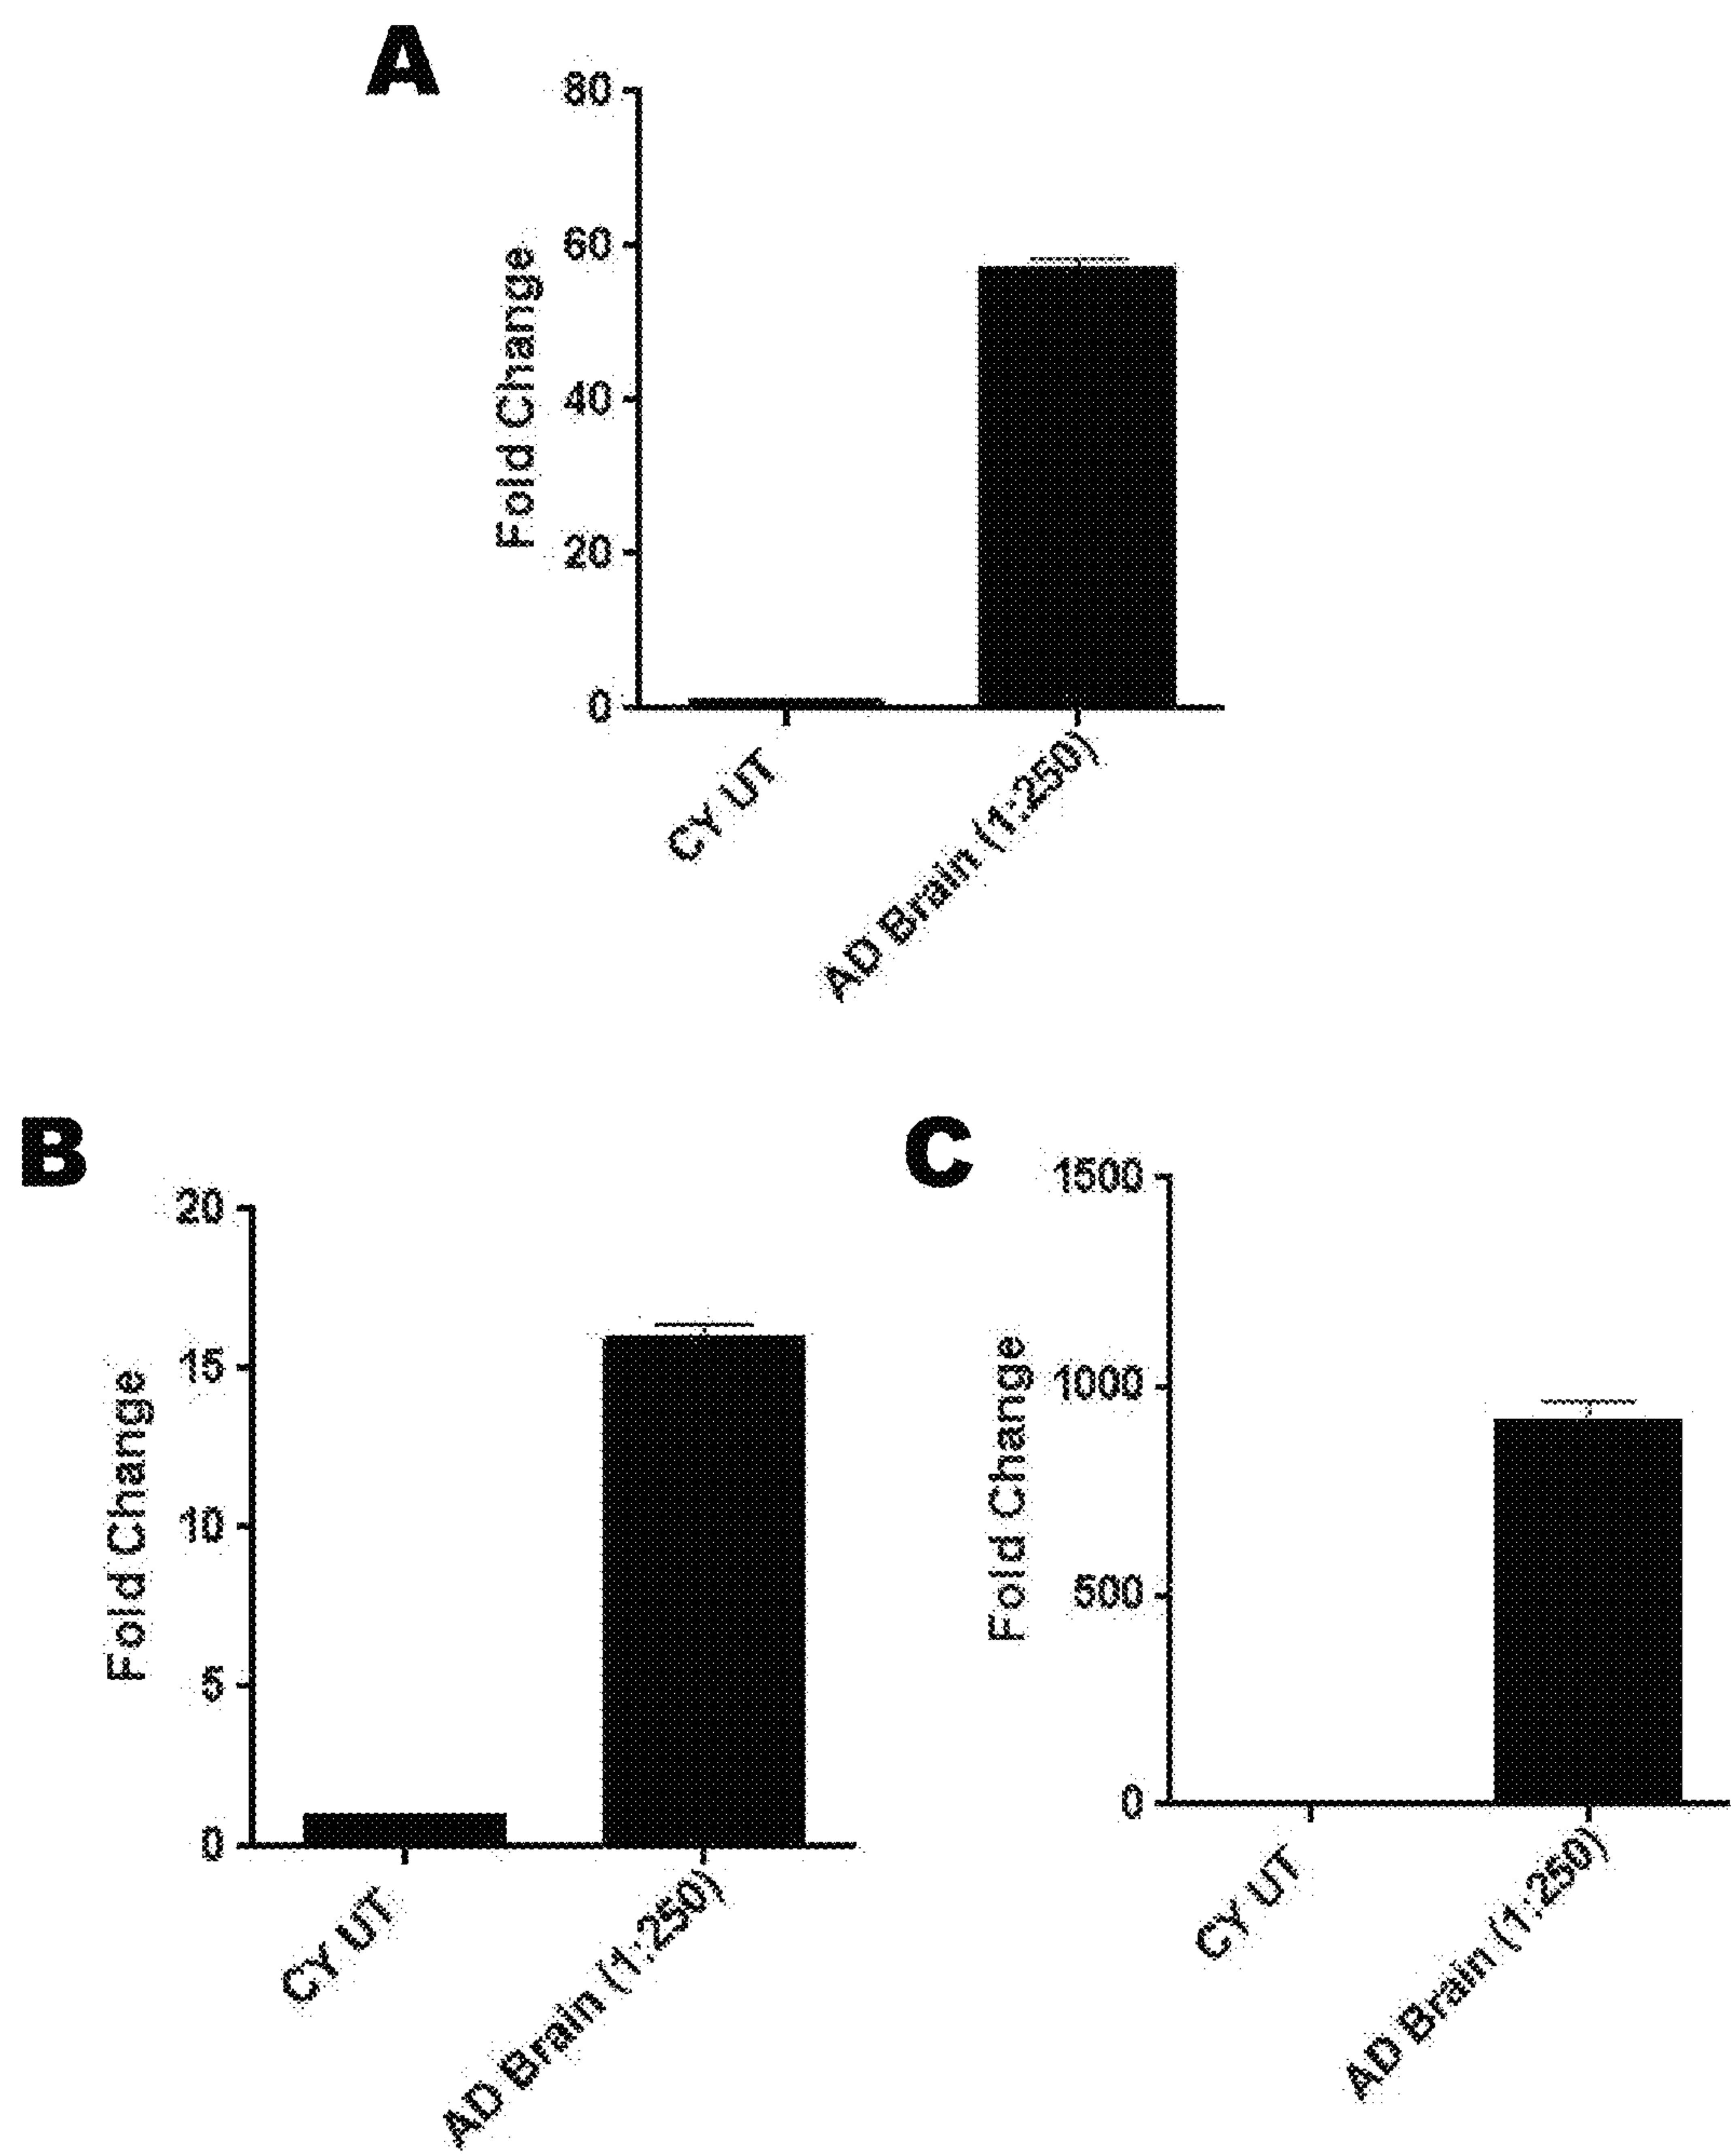 A
80
60
40
20
0
Fold Change
CY UT
AD Brain (1:250)
B
20
15
10
5
0
Fold Change
CY UT
AD Brain (1:250)
C
1500
1000
500
0
Fold Change
CY UT
AD Brain (1:250)